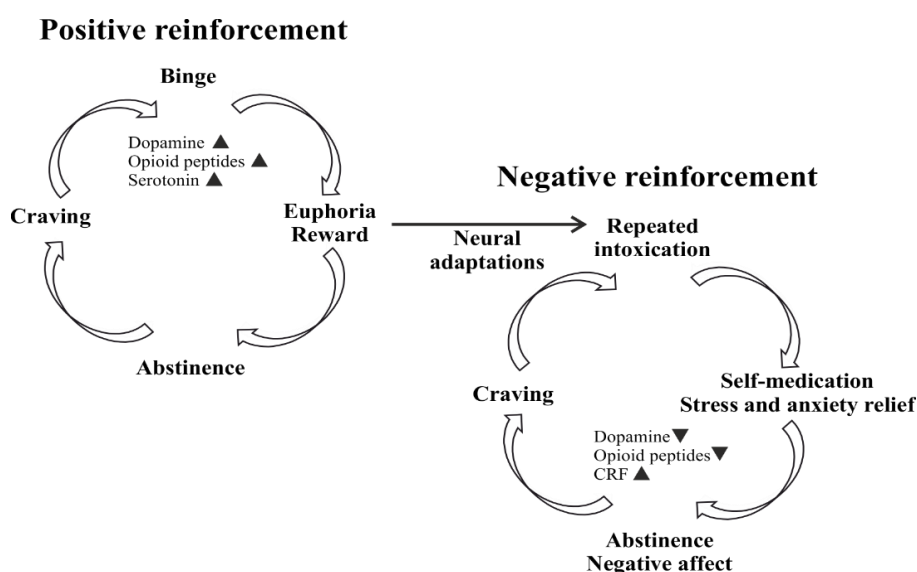 Positive reinforcement
Binge
Dopamine ▲
Opioid peptides ▲
Serotonin ▲
Craving
Euphoria
Reward
Abstinence
Neural
adaptations
Negative reinforcement
Repeated
intoxication
Self-medication
Stress and anxiety relief
Craving
Dopamine ▼
Opioid peptides ▼
CRF ▲
Abstinence
Negative affect